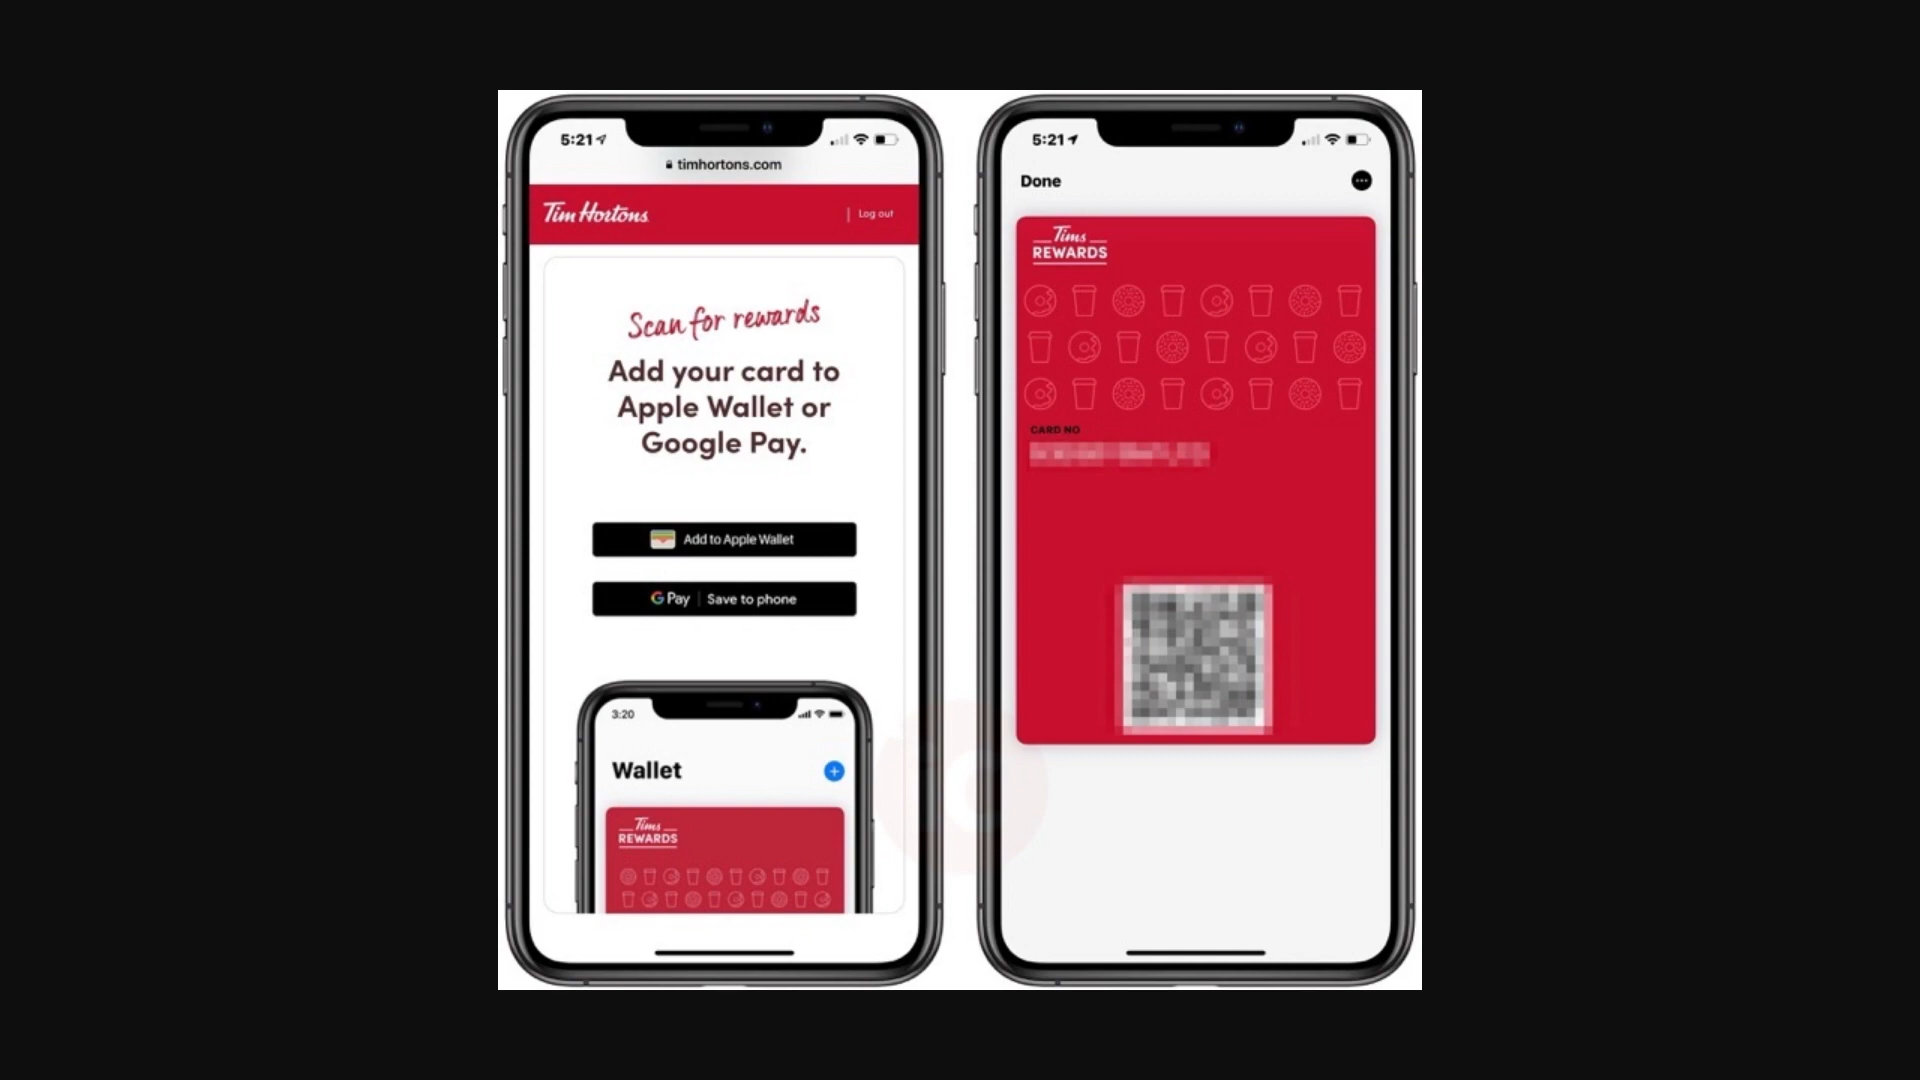 5:21
timhortons.com
Tim Hortons
Log out
Scan for rewards
Add your card to
Apple Wallet or
Google Pay.
Add to Apple Wallet
G Pay | Save to phone
3:20
Wallet
Tims
REWARDS
5:21
Done
Tims
REWARDS
CARD NO